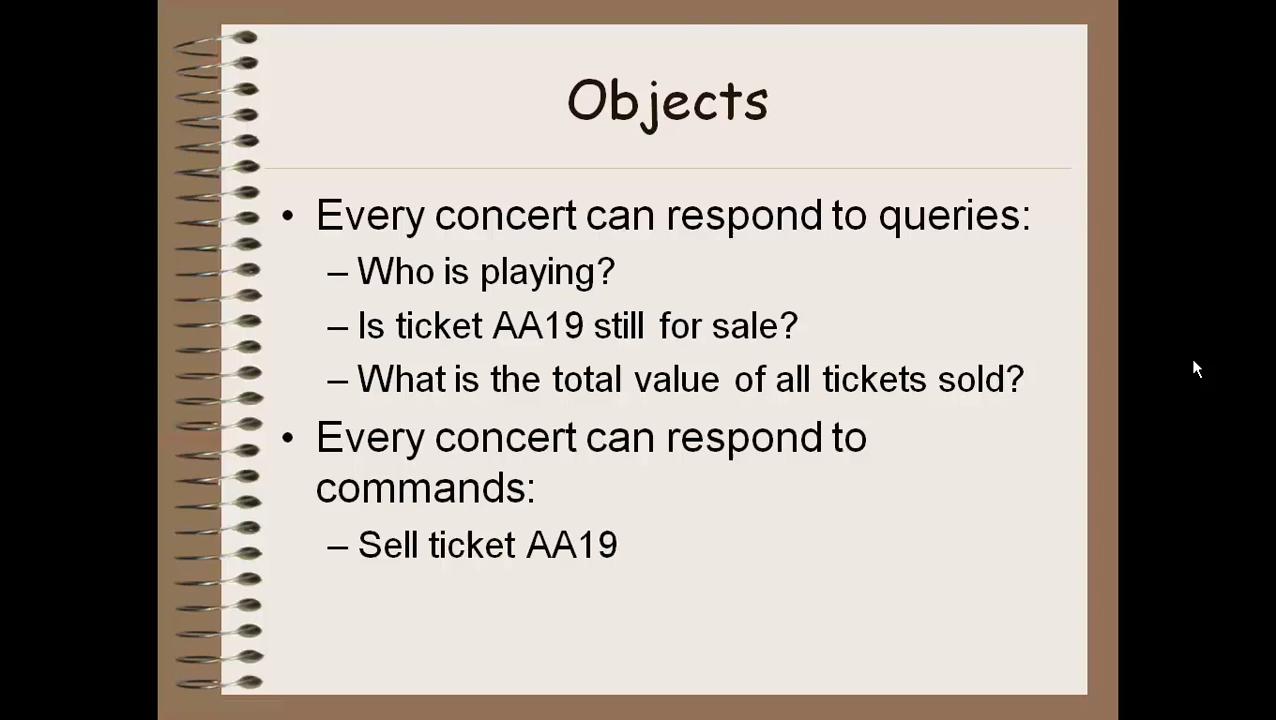 Objects
• Every concert can respond to queries:
– Who is playing?
– Is ticket AA19 still for sale?
– What is the total value of all tickets sold?
• Every concert can respond to
commands:
– Sell ticket AA19